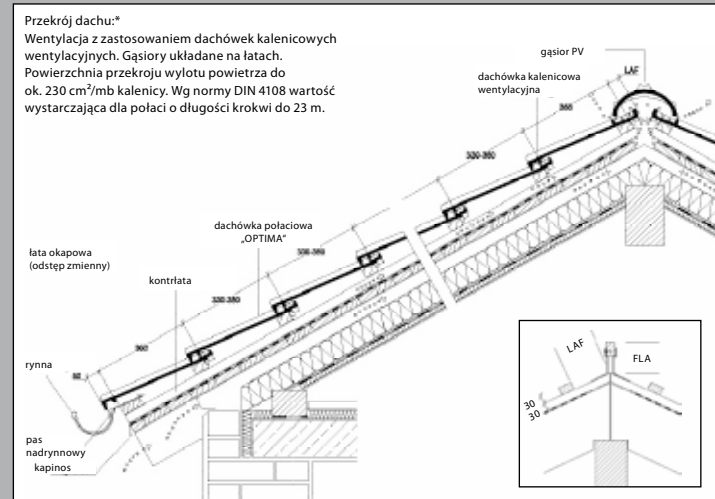 Przekrój dachu:*
Wentylacja z zastosowaniem dachówek kalenicowych
wentylacyjnych. Gąsiory układane na łatach.
Powierzchnia przekroju wylotu powietrza do
ok. 230 cm²/mb kalenicy. Wg normy DIN 4108 wartość
wystarczająca dla połaci o długości krokwi do 23 m.
gąsior PV
LAF
dachówka kalenicowa
wentylacyjna
320-360
dachówka połaciowa
„OPTIMA”
łata okapowa
(odstęp zmienny)
kontrłata
rynna
pas
nadrynnowy
kapinos
LAF
FLA
30
30